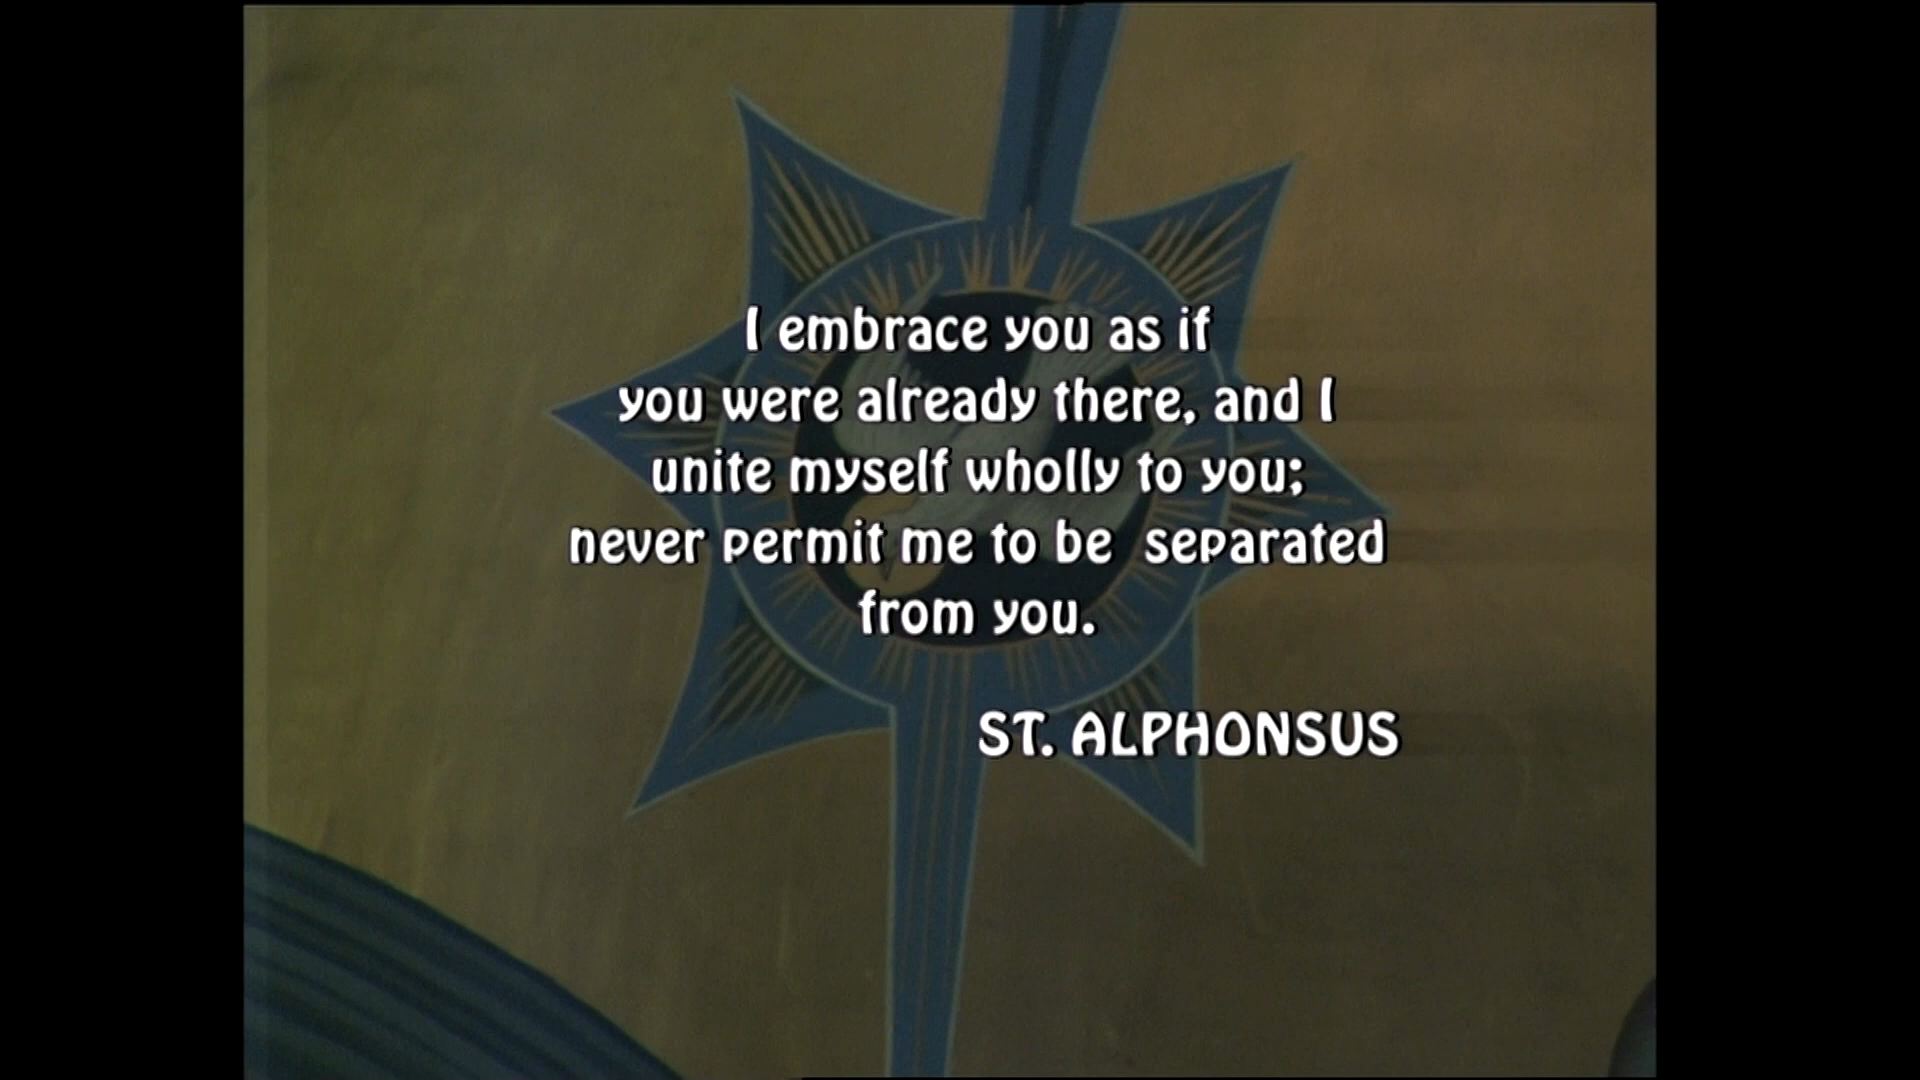 I embrace you as if
you were already there, and I
unite myself wholly to you;
never permit me to be  separated
from you.
ST. ALPHONSUS